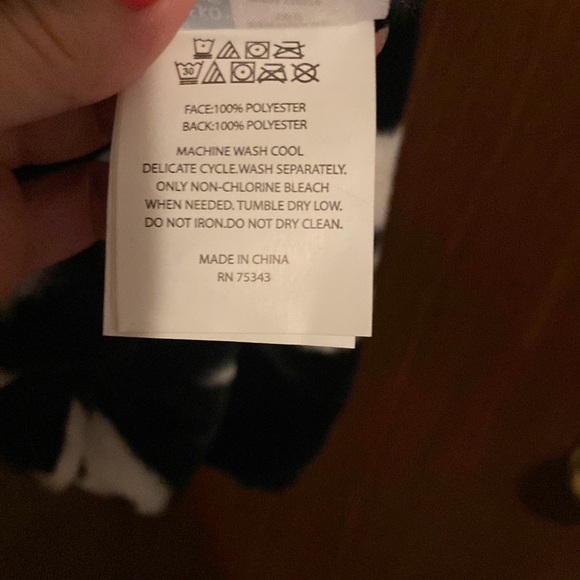 30
FACE:100% POLYESTER
BACK:100% POLYESTER
MACHINE WASH COOL
DELICATE CYCLE.WASH SEPARATELY.
ONLY NON-CHLORINE BLEACH
WHEN NEEDED. TUMBLE DRY LOW.
DO NOT IRON.DO NOT DRY CLEAN.
MADE IN CHINA
RN 75343